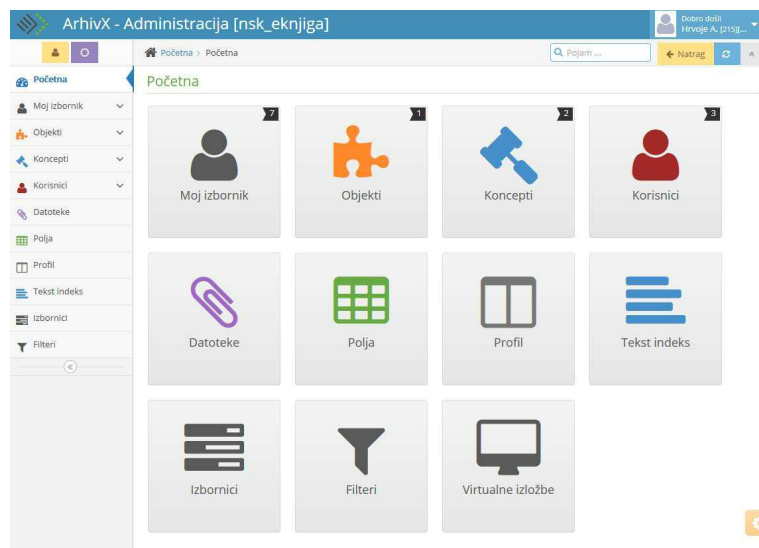 ArhivX - Administracija [nsk_eknjiga]
Dobro došli
Hrvoje A. [215][...
Početna > Početna
Pojam ...
Natrag
Početna
Moj izbornik
Objekti
Koncepti
Korisnici
Datoteke
Polja
Profil
Tekst indeks
Izbornici
Filteri
Početna
7
Moj izbornik
1
Objekti
2
Koncepti
3
Korisnici
Datoteke
Polja
Profil
Tekst indeks
Izbornici
Filteri
Virtualne izložbe